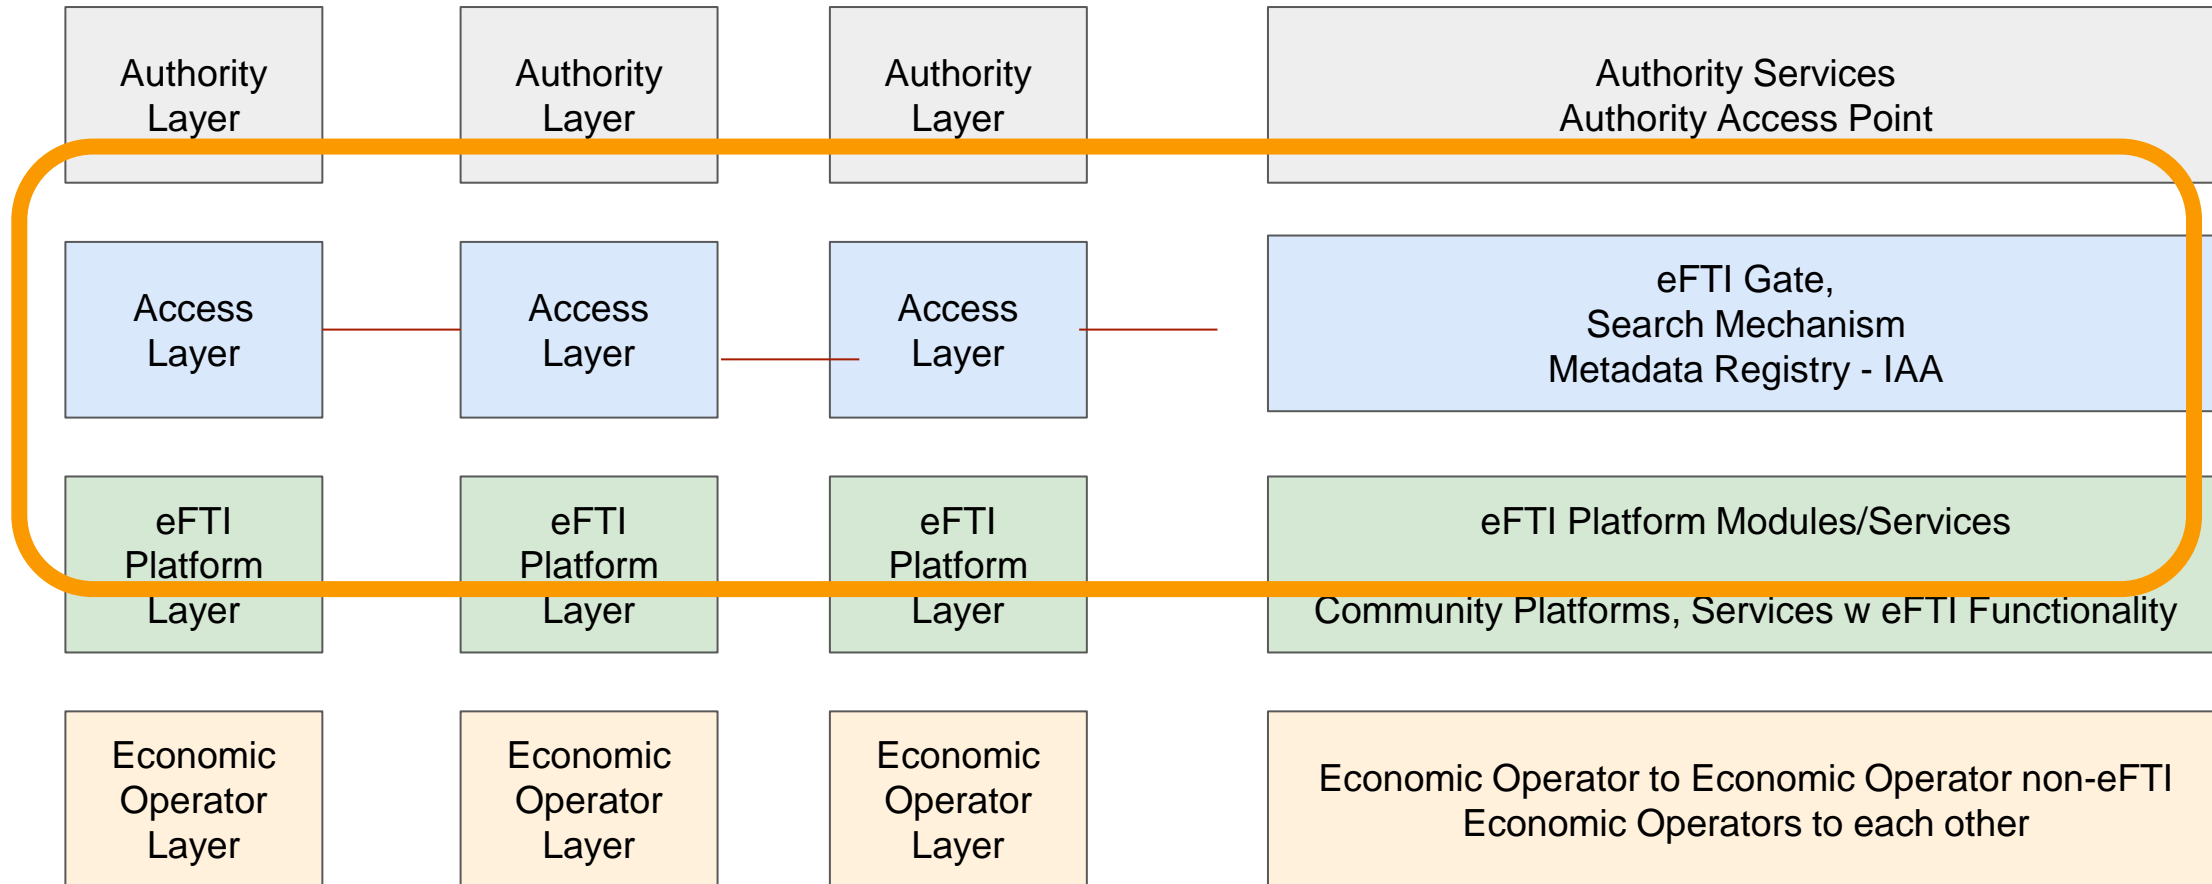 Authority
Layer
Authority
Layer
Authority
Layer
Authority Services
Authority Access Point
Access
Layer
Access
Layer
Access
Layer
eFTI Gate,
Search Mechanism
Metadata Registry - IAA
eFTI
Platform
Layer
eFTI
Platform
Layer
eFTI
Platform
Layer
eFTI Platform Modules/Services
Community Platforms, Services w eFTI Functionality
Economic
Operator
Layer
Economic
Operator
Layer
Economic
Operator
Layer
Economic Operator to Economic Operator non-eFTI
Economic Operators to each other